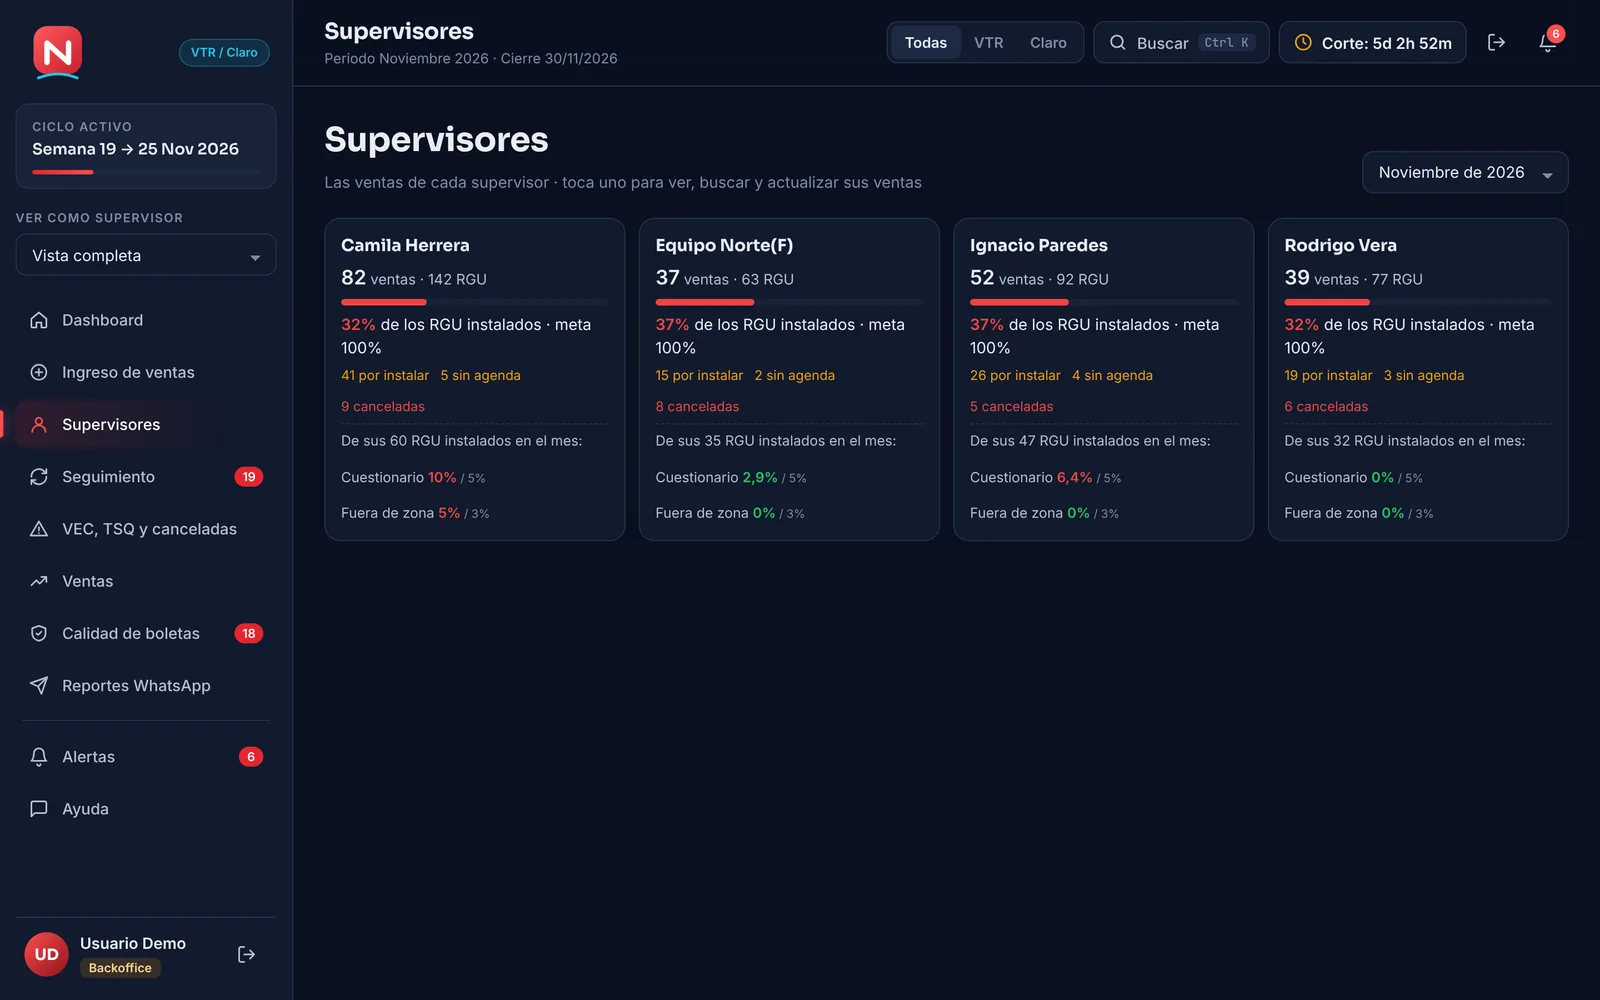 N
VTR / Claro
CICLO ACTIVO
Semana 19 → 25 Nov 2026
VER COMO SUPERVISOR
Vista completa
Dashboard
Ingreso de ventas
Supervisores
Seguimiento 19
VEC, TSQ y canceladas
Ventas
Calidad de boletas 18
Reportes WhatsApp
Alertas 6
Ayuda
UD
Usuario Demo
Backoffice
Supervisores
Periodo Noviembre 2026 · Cierre 30/11/2026
Todas VTR Claro
Buscar Ctrl K
Corte: 5d 2h 52m
6
Supervisores
Las ventas de cada supervisor · toca uno para ver, buscar y actualizar sus ventas
Noviembre de 2026
Camila Herrera
82 ventas · 142 RGU
32% de los RGU instalados · meta
100%
41 por instalar 5 sin agenda
9 canceladas
De sus 60 RGU instalados en el mes:
Cuestionario 10% / 5%
Fuera de zona 5% / 3%
Equipo Norte(F)
37 ventas · 63 RGU
37% de los RGU instalados · meta
100%
15 por instalar 2 sin agenda
8 canceladas
De sus 35 RGU instalados en el mes:
Cuestionario 2,9% / 5%
Fuera de zona 0% / 3%
Ignacio Paredes
52 ventas · 92 RGU
37% de los RGU instalados · meta
100%
26 por instalar 4 sin agenda
5 canceladas
De sus 47 RGU instalados en el mes:
Cuestionario 6,4% / 5%
Fuera de zona 0% / 3%
Rodrigo Vera
39 ventas · 77 RGU
32% de los RGU instalados · meta
100%
19 por instalar 3 sin agenda
6 canceladas
De sus 32 RGU instalados en el mes:
Cuestionario 0% / 5%
Fuera de zona 0% / 3%